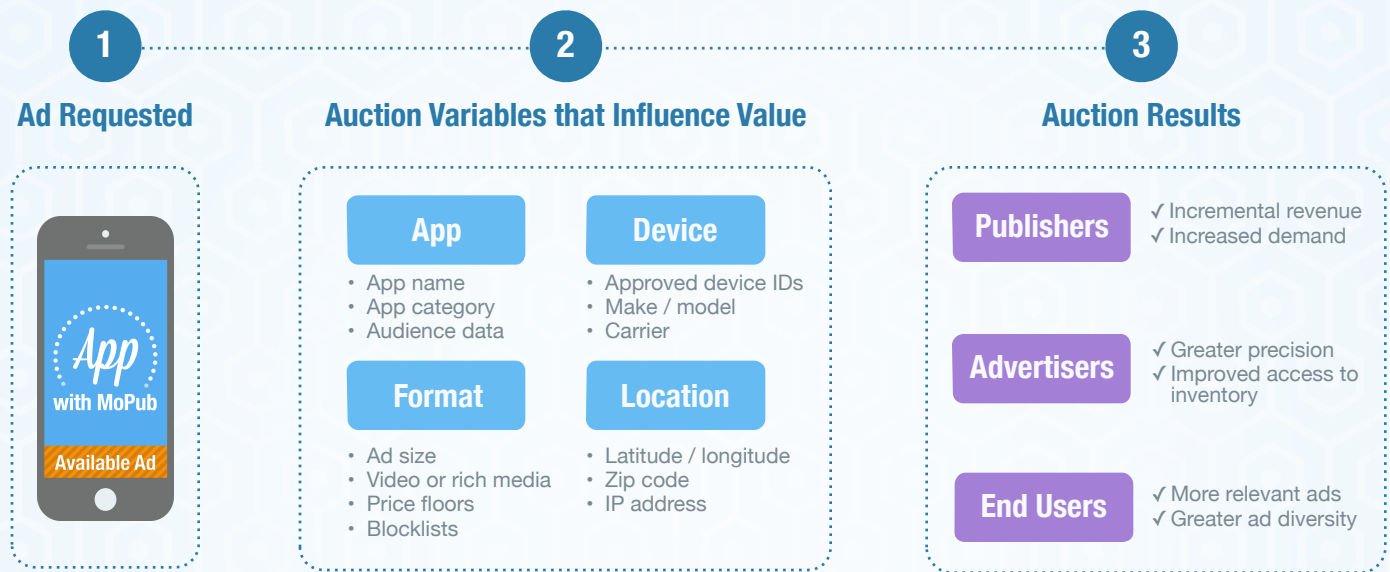 1
Ad Requested
App
with MoPub
Available Ad
2
Auction Variables that Influence Value
App
• App name
• App category
• Audience data
Device
• Approved device IDs
• Make / model
• Carrier
Format
• Ad size
• Video or rich media
• Price floors
• Blocklists
Location
• Latitude / longitude
• Zip code
• IP address
3
Auction Results
Publishers
✓ Incremental revenue
✓ Increased demand
Advertisers
✓ Greater precision
✓ Improved access to
inventory
End Users
✓ More relevant ads
✓ Greater ad diversity